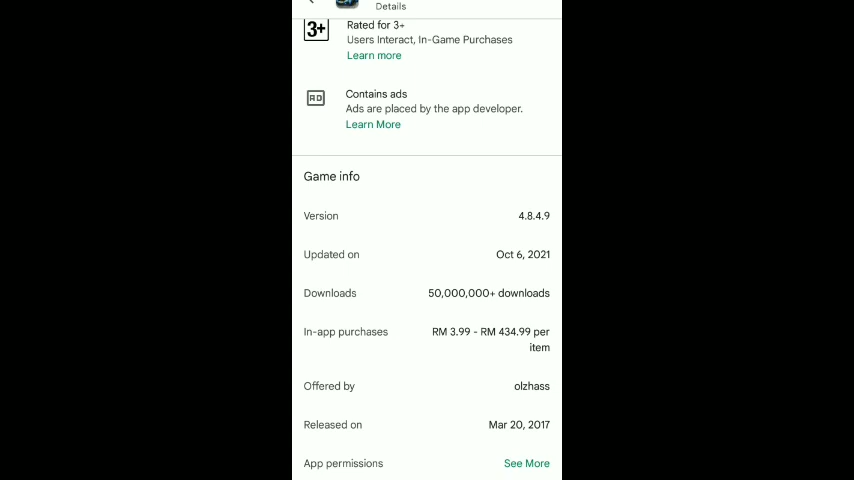 Details
3+
Rated for 3+
Users Interact, In-Game Purchases
Learn more
AD
Contains ads
Ads are placed by the app developer.
Learn More
Game info
Version 4.8.4.9
Updated on Oct 6, 2021
Downloads 50,000,000+ downloads
In-app purchases RM 3.99 - RM 434.99 per
item
Offered by olzhass
Released on Mar 20, 2017
App permissions See More